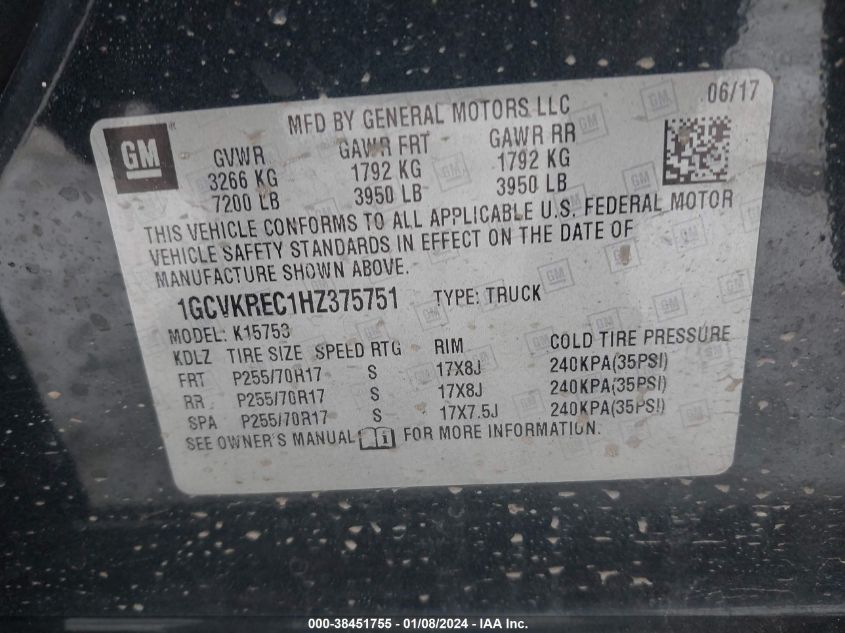 MFD BY GENERAL MOTORS LLC 06/17
GM
GVWR GAWR FRT GAWR RR
3266 KG 1792 KG 1792 KG
7200 LB 3950 LB 3950 LB
THIS VEHICLE CONFORMS TO ALL APPLICABLE U.S. FEDERAL MOTOR
VEHICLE SAFETY STANDARDS IN EFFECT ON THE DATE OF
MANUFACTURE SHOWN ABOVE.
1GCVKREC1HZ375751 TYPE: TRUCK
MODEL: K15753
KDLZ TIRE SIZE SPEED RTG RIM COLD TIRE PRESSURE
FRT P255/70R17 S 17X8J 240KPA(35PSI)
RR P255/70R17 S 17X8J 240KPA(35PSI)
SPA P255/70R17 S 17X7.5J 240KPA(35PSI)
SEE OWNER'S MANUAL FOR MORE INFORMATION.
000-38451755 - 01/08/2024 - IAA Inc.